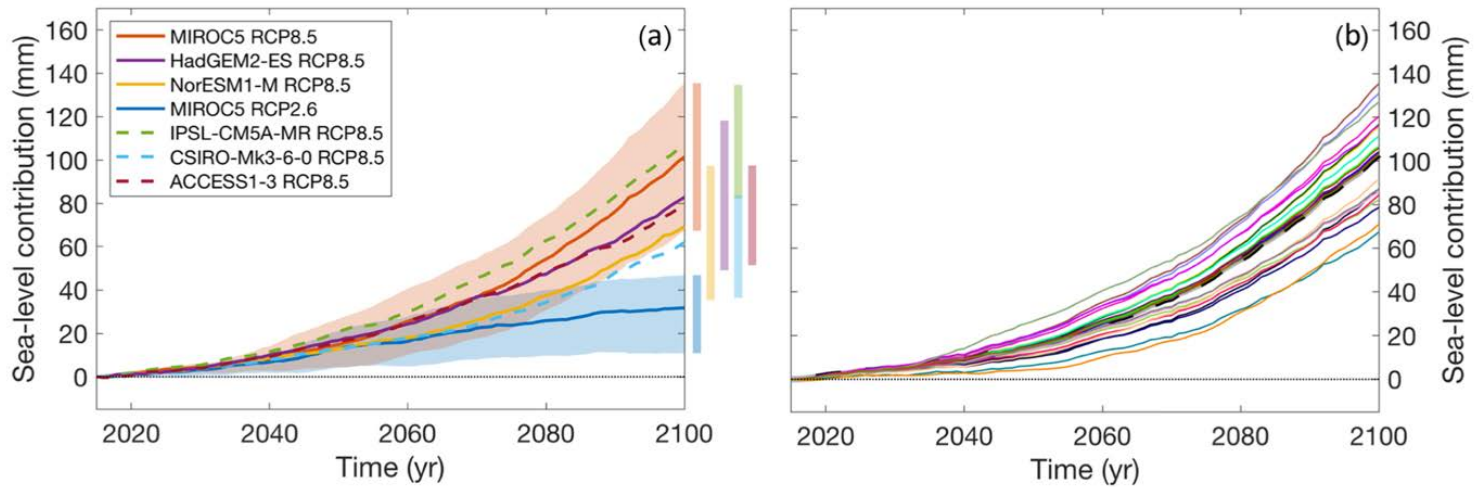 Sea-level contribution (mm)
160
140
120
100
80
60
40
20
0
(a)
MIROC5 RCP8.5
HadGEM2-ES RCP8.5
NorESM1-M RCP8.5
MIROC5 RCP2.6
IPSL-CM5A-MR RCP8.5
CSIRO-Mk3-6-0 RCP8.5
ACCESS1-3 RCP8.5
2020 2040 2060 2080 2100
Time (yr)
(b)
160
140
120
100
80
60
40
20
0
Sea-level contribution (mm)
2020 2040 2060 2080 2100
Time (yr)